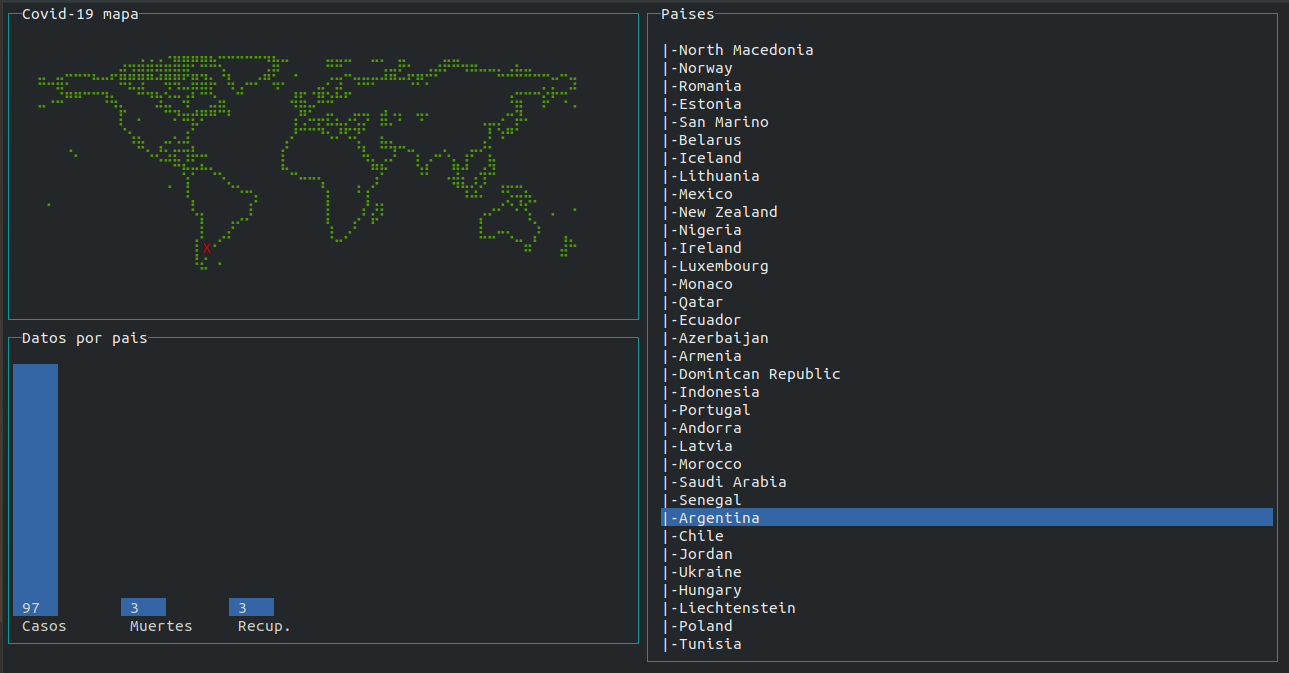 Covid-19 mapa
X
Datos por pais
97
3
3
Casos
Muertes
Recup.
Paises
|-North Macedonia
|-Norway
|-Romania
|-Estonia
|-San Marino
|-Belarus
|-Iceland
|-Lithuania
|-Mexico
|-New Zealand
|-Nigeria
|-Ireland
|-Luxembourg
|-Monaco
|-Qatar
|-Ecuador
|-Azerbaijan
|-Armenia
|-Dominican Republic
|-Indonesia
|-Portugal
|-Andorra
|-Latvia
|-Morocco
|-Saudi Arabia
|-Senegal
|-Argentina
|-Chile
|-Jordan
|-Ukraine
|-Hungary
|-Liechtenstein
|-Poland
|-Tunisia